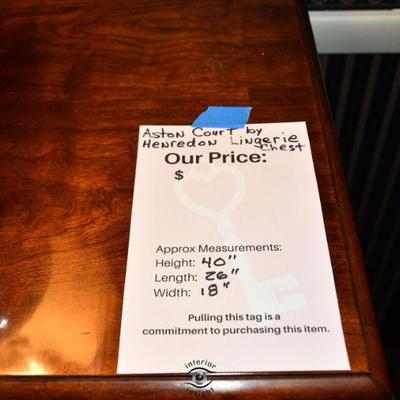 Aston Court by
Henredon Lingerie
Chest
Our Price:
$
Approx Measurements:
Height: 40"
Length: 26"
Width: 18"
Pulling this tag is a
commitment to purchasing this item.
interior
insight